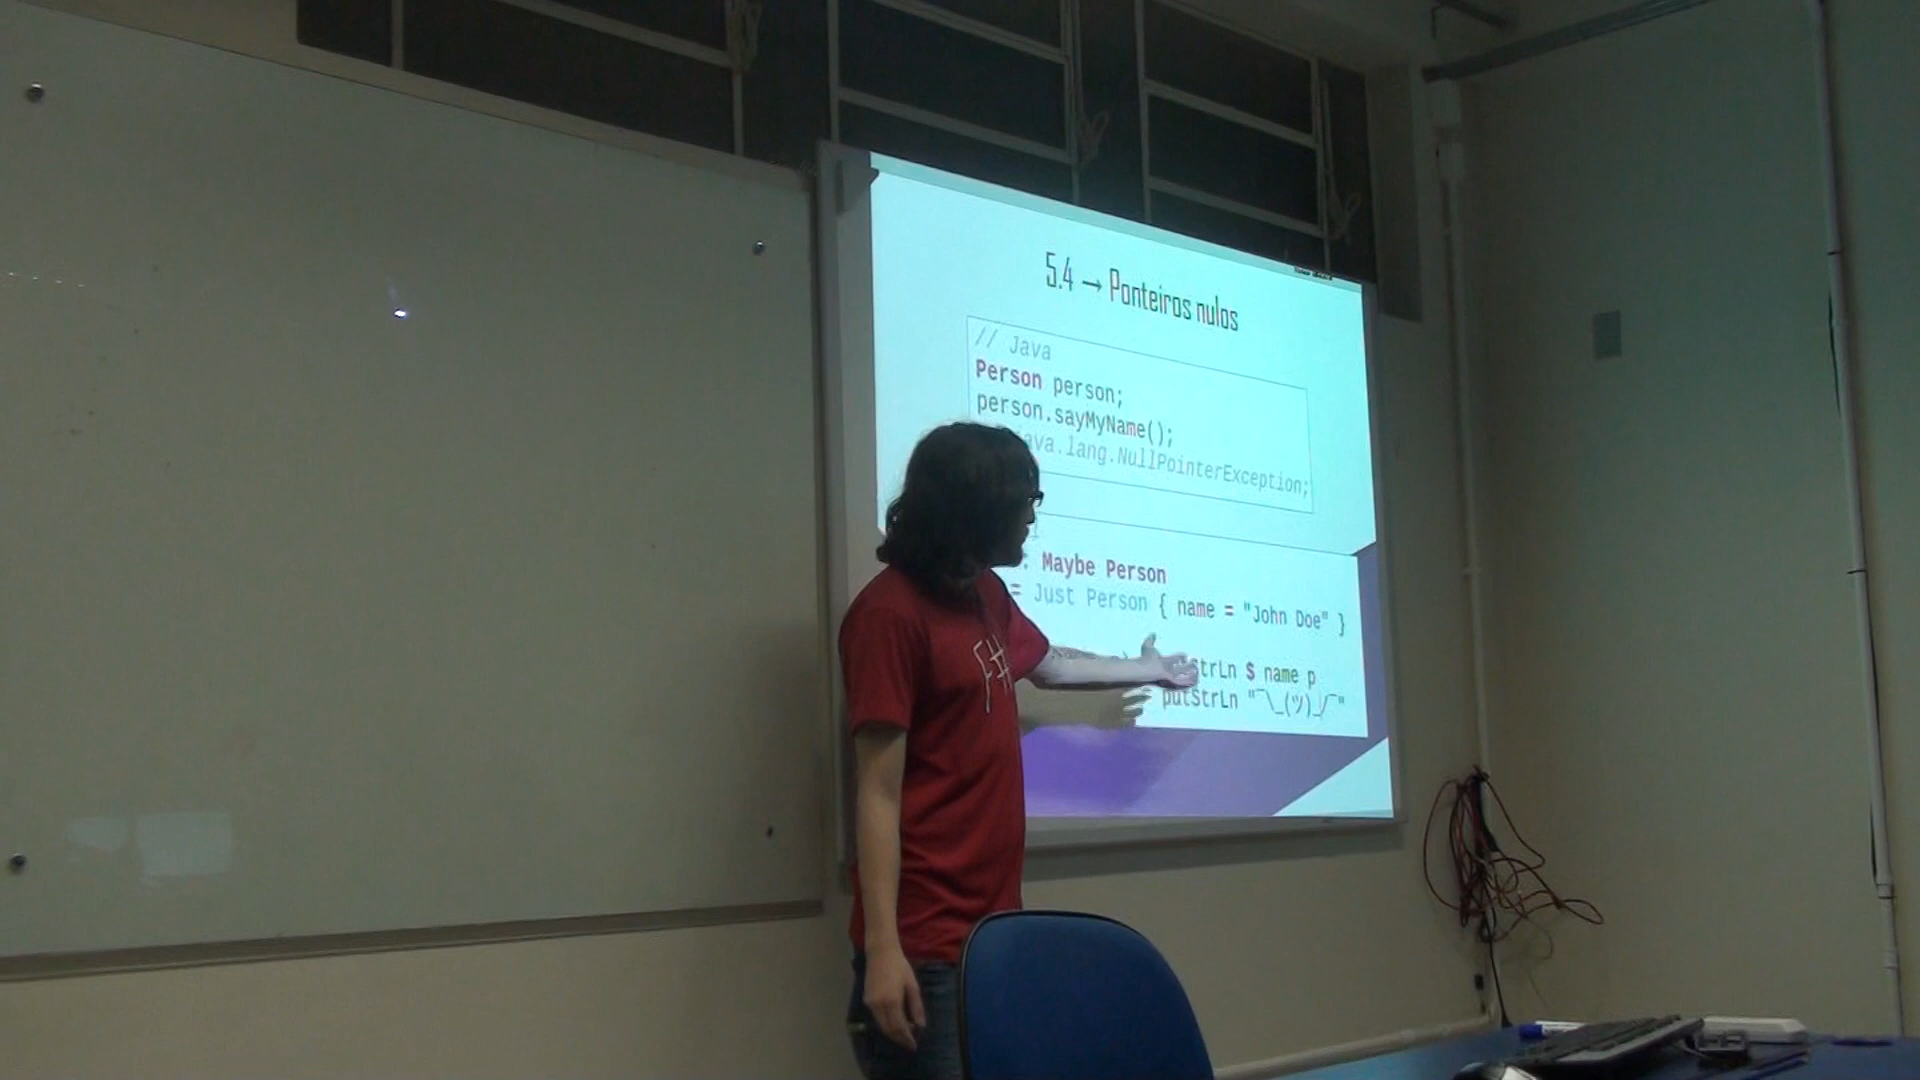 5.4 → Ponteiros nulos
// Java
Person person;
person.sayMyName();
java.lang.NullPointerException;
: Maybe Person
= Just Person { name = "John Doe" }
strLn $ name p
putStrLn "¯\_(ツ)_/¯"